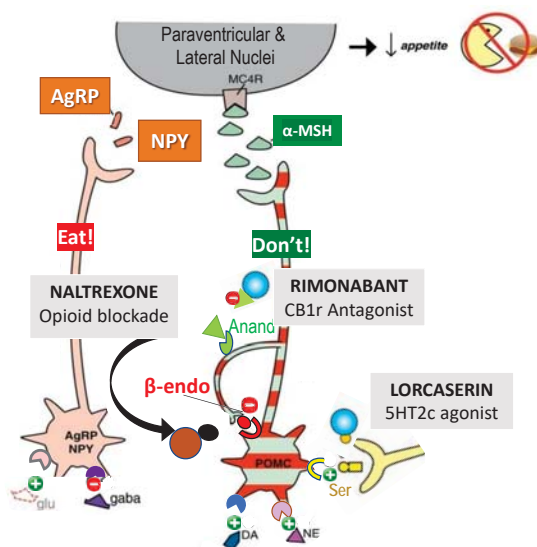 Paraventricular &
Lateral Nuclei
MC4R
↓ appetite
AgRP
NPY
α-MSH
Eat!
Don't!
NALTREXONE
Opioid blockade
RIMONABANT
CB1r Antagonist
Anand
β-endo
LORCASERIN
5HT2c agonist
AgRP
NPY
POMC
Ser
glu
gaba
DA
NE